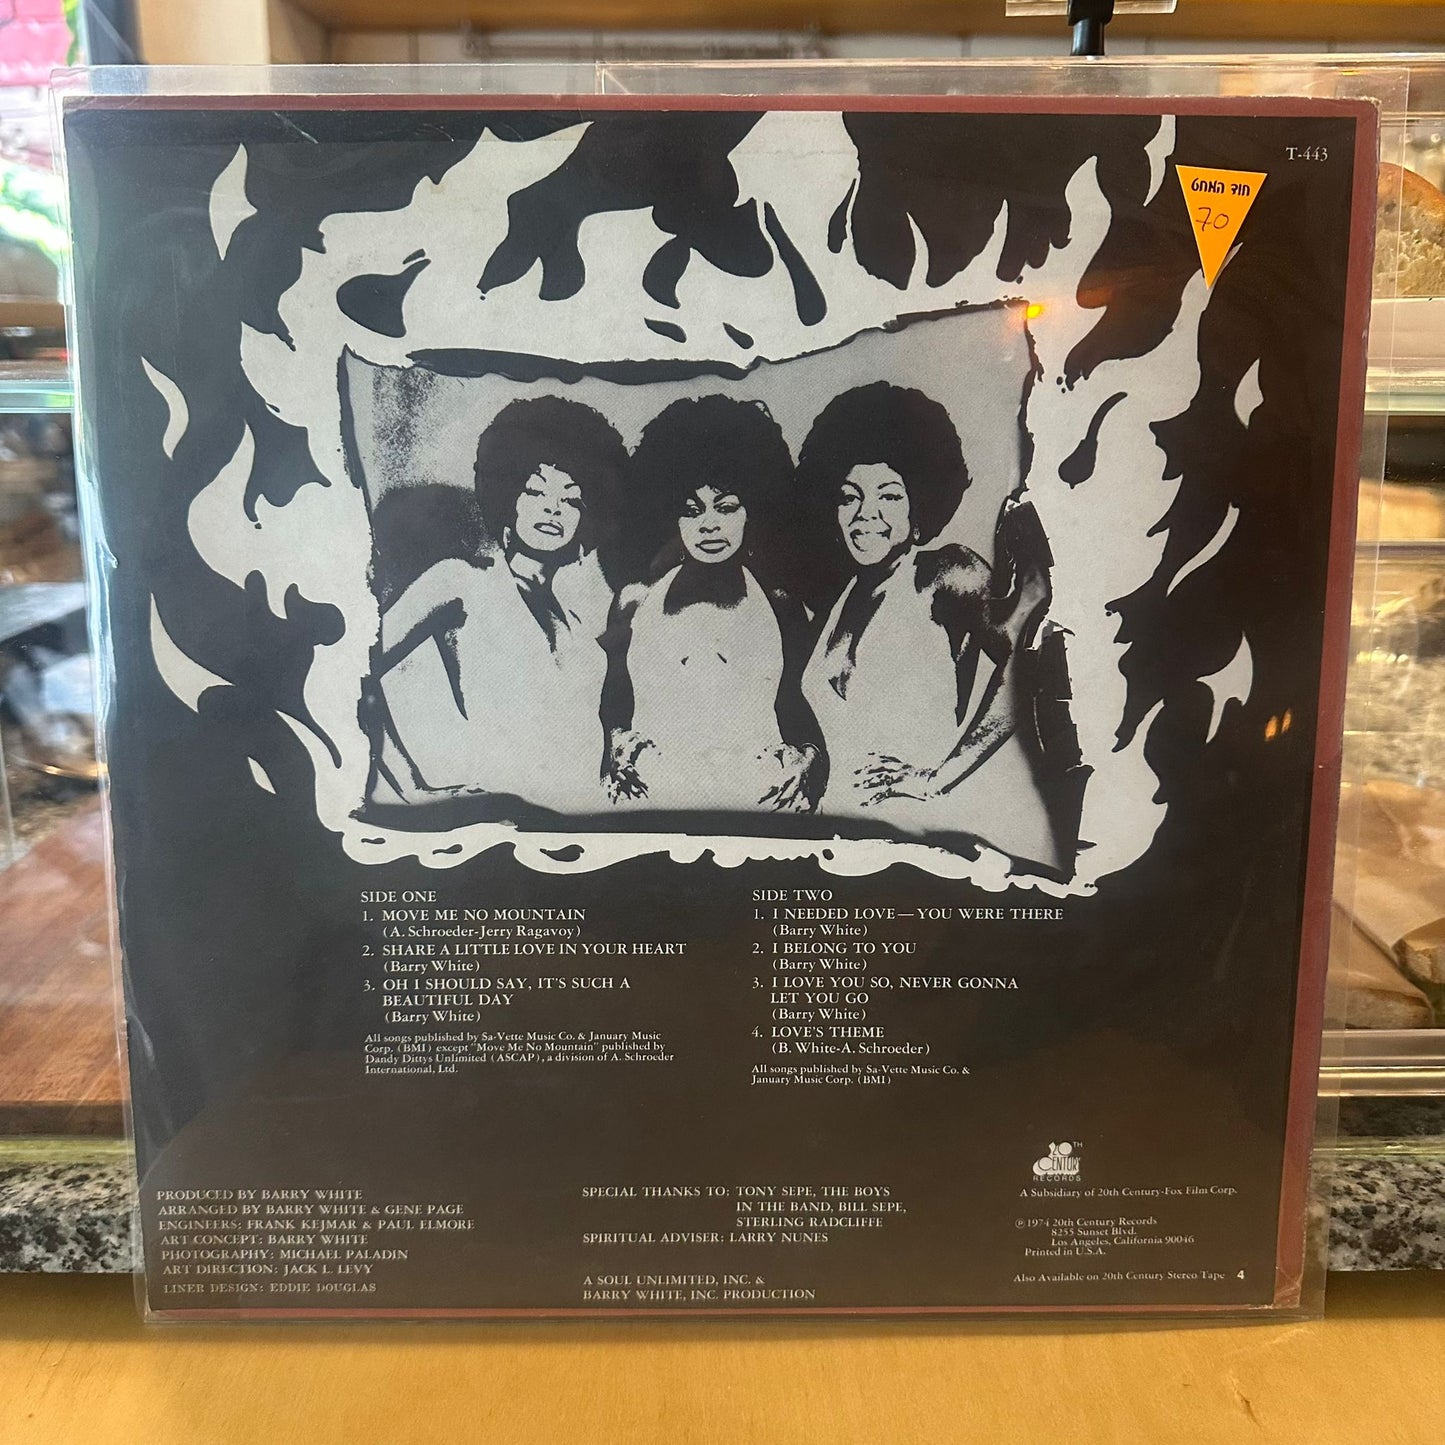 T-443
חוד המחט
70
SIDE ONE
1. MOVE ME NO MOUNTAIN
(A. Schroeder-Jerry Ragavoy)
2. SHARE A LITTLE LOVE IN YOUR HEART
(Barry White)
3. OH I SHOULD SAY, IT'S SUCH A
BEAUTIFUL DAY
(Barry White)
All songs published by Sa-Vette Music Co. & January Music
Corp. (BMI) except "Move Me No Mountain" published by
Dandy Dittys Unlimited (ASCAP), a division of A. Schroeder
International, Ltd.
SIDE TWO
1. I NEEDED LOVE—YOU WERE THERE
(Barry White)
2. I BELONG TO YOU
(Barry White)
3. I LOVE YOU SO, NEVER GONNA
LET YOU GO
(Barry White)
4. LOVE'S THEME
(B. White-A. Schroeder)
All songs published by Sa-Vette Music Co. &
January Music Corp. (BMI)
PRODUCED BY BARRY WHITE
ARRANGED BY BARRY WHITE & GENE PAGE
ENGINEERS: FRANK KEJMAR & PAUL ELMORE
ART CONCEPT: BARRY WHITE
PHOTOGRAPHY: MICHAEL PALADIN
ART DIRECTION: JACK L. LEVY
LINER DESIGN: EDDIE DOUGLAS
SPECIAL THANKS TO: TONY SEPE, THE BOYS
IN THE BAND, BILL SEPE,
STERLING RADCLIFFE
SPIRITUAL ADVISER: LARRY NUNES
A SOUL UNLIMITED, INC. &
BARRY WHITE, INC. PRODUCTION
20TH
CENTURY
RECORDS
A Subsidiary of 20th Century-Fox Film Corp.
℗ 1974 20th Century Records
8255 Sunset Blvd.
Los Angeles, California 90046
Printed in U.S.A.
Also Available on 20th Century Stereo Tape 4